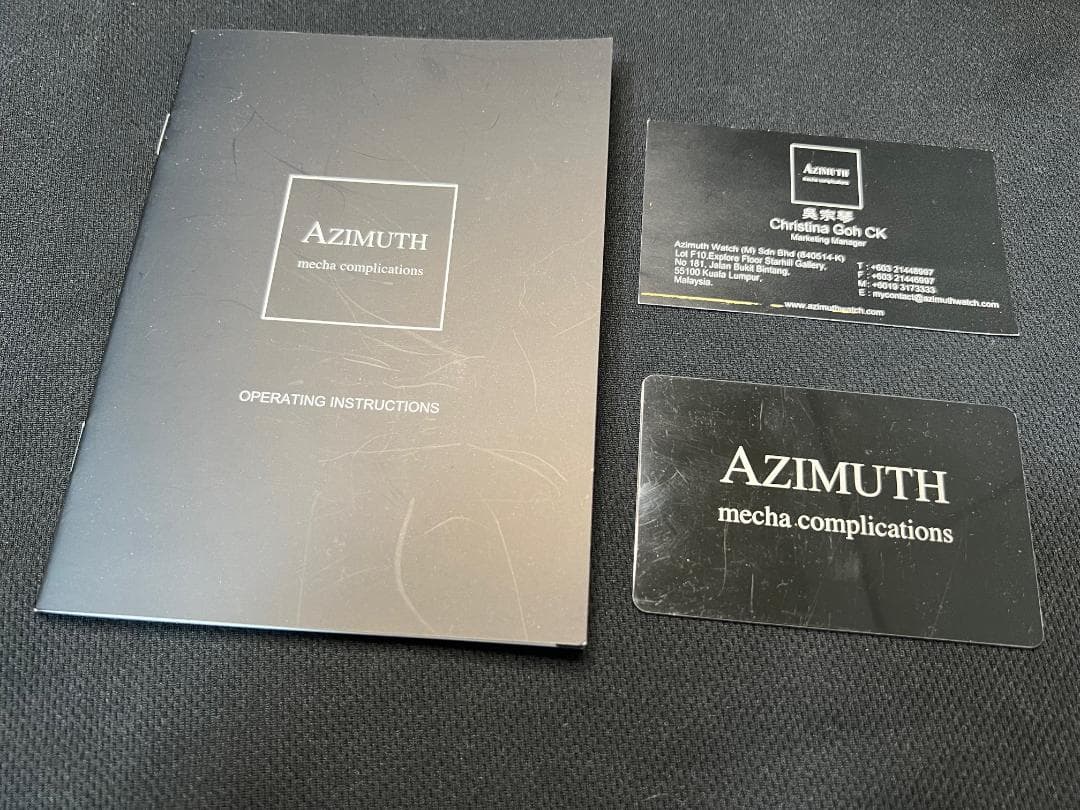 AZIMUTH
mecha complications
OPERATING INSTRUCTIONS
AZIMUTH
mecha complications
吳宗琴
Christina Goh CK
Marketing Manager
Azimuth Watch (M) Sdn Bhd (840514-K)
Lot F10,Explore Floor Starhill Gallery,
No 181, Jalan Bukit Bintang,
55100 Kuala Lumpur,
Malaysia.
T : +603 21448997
F : +603 21446997
M : +6019 3173333
E : mycontact@azimuthwatch.com
www.azimuthwatch.com
AZIMUTH
mecha complications